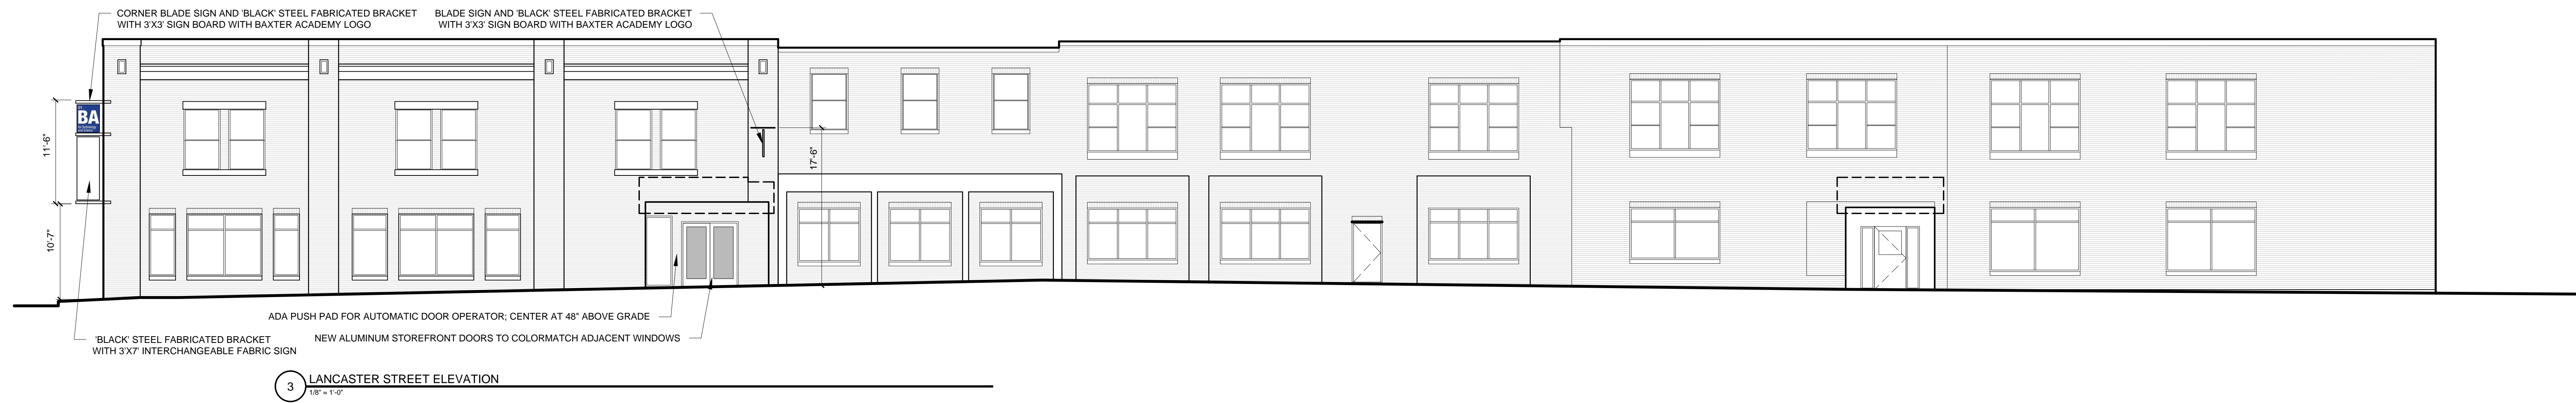 CORNER BLADE SIGN AND 'BLACK' STEEL FABRICATED BRACKET
WITH 3'X3' SIGN BOARD WITH BAXTER ACADEMY LOGO
BLADE SIGN AND 'BLACK' STEEL FABRICATED BRACKET
WITH 3'X3' SIGN BOARD WITH BAXTER ACADEMY LOGO
BA
for Technology
and Science
11'-6"
17'-6"
10'-7"
ADA PUSH PAD FOR AUTOMATIC DOOR OPERATOR; CENTER AT 48" ABOVE GRADE
NEW ALUMINUM STOREFRONT DOORS TO COLORMATCH ADJACENT WINDOWS
'BLACK' STEEL FABRICATED BRACKET
WITH 3'X7' INTERCHANGEABLE FABRIC SIGN
3
LANCASTER STREET ELEVATION
1/8" = 1'-0"